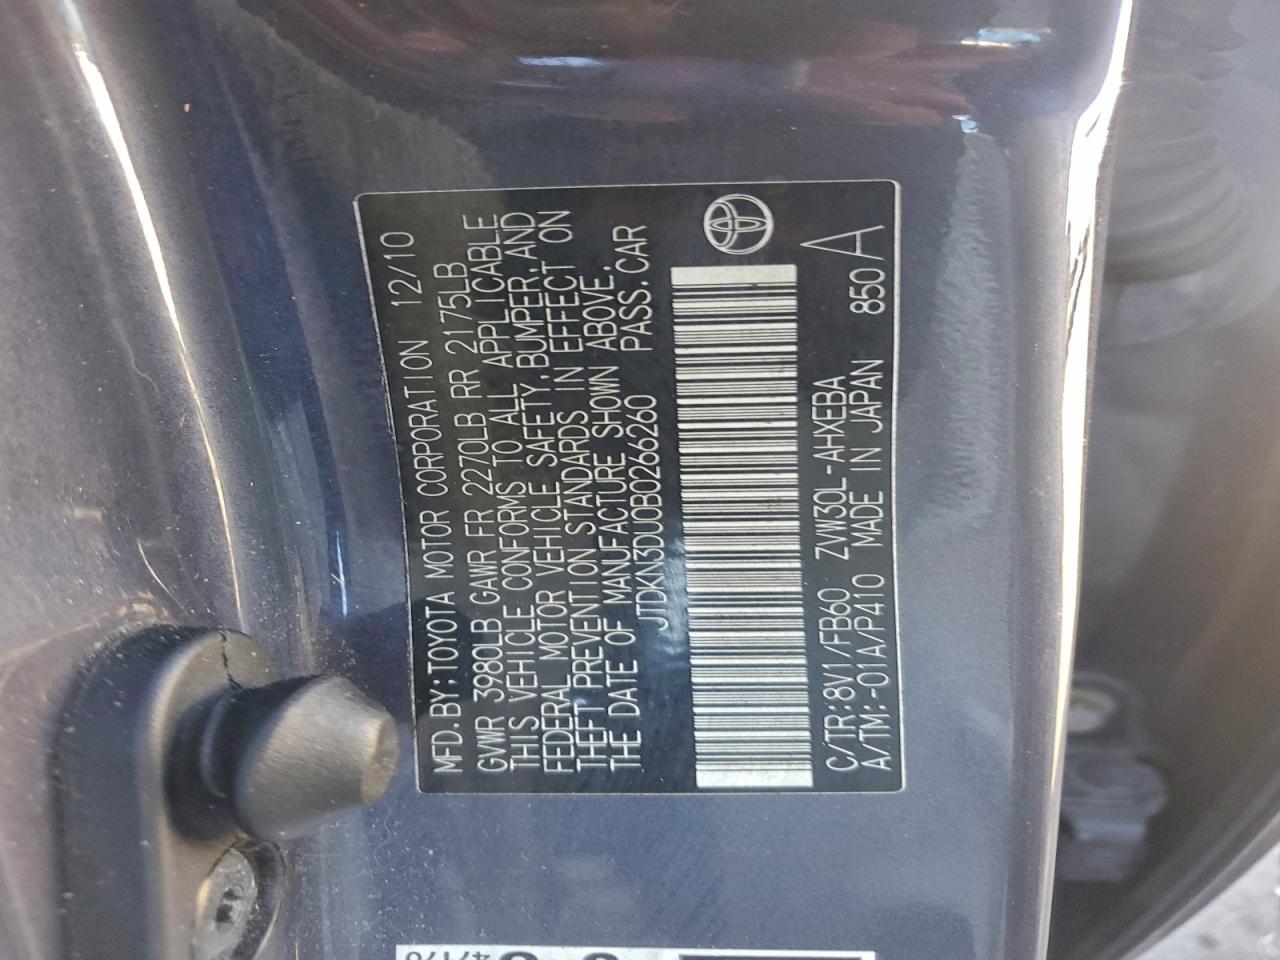 MFD.BY:TOYOTA MOTOR CORPORATION 12/10
GVWR 3980LB GAWR FR 2270LB RR 2175LB
THIS VEHICLE CONFORMS TO ALL APPLICABLE
FEDERAL MOTOR VEHICLE SAFETY,BUMPER,AND
THEFT PREVENTION STANDARDS IN EFFECT ON
THE DATE OF MANUFACTURE SHOWN ABOVE.
JTDKN3DU0B0266260 PASS.CAR
C/TR:8V1/FB60 ZVW30L-AHXEBA A
A/TM:-01A/P410 MADE IN JAPAN 850